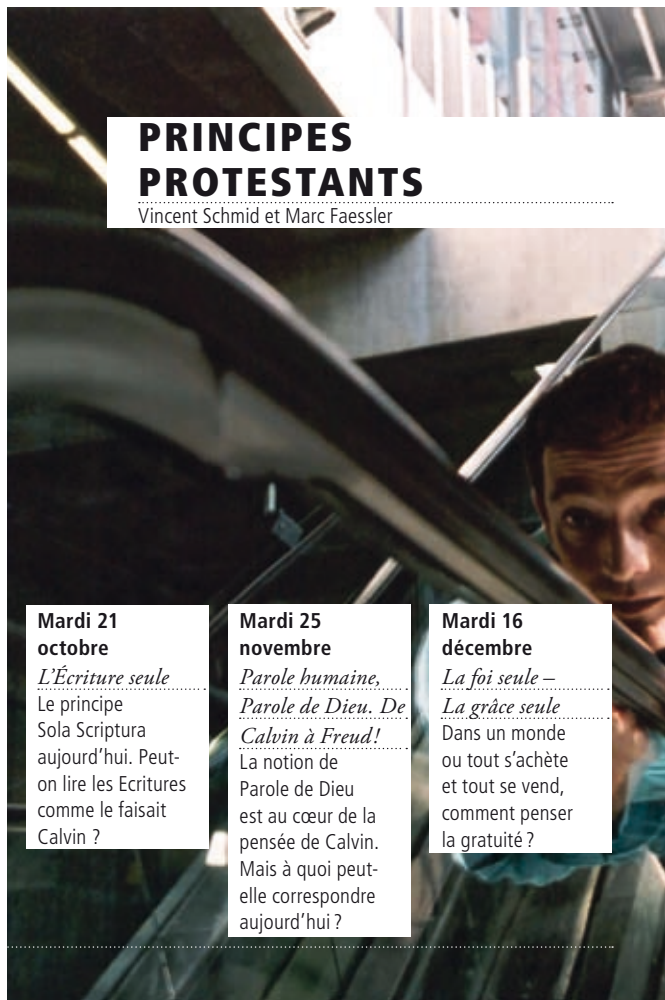 PRINCIPES
PROTESTANTS
Vincent Schmid et Marc Faessler
Mardi 21
octobre
L'Écriture seule
Le principe
Sola Scriptura
aujourd'hui. Peut-
on lire les Ecritures
comme le faisait
Calvin ?
Mardi 25
novembre
Parole humaine,
Parole de Dieu. De
Calvin à Freud!
La notion de
Parole de Dieu
est au cœur de la
pensée de Calvin.
Mais à quoi peut-
elle correspondre
aujourd'hui ?
Mardi 16
décembre
La foi seule –
La grâce seule
Dans un monde
ou tout s'achète
et tout se vend,
comment penser
la gratuité ?